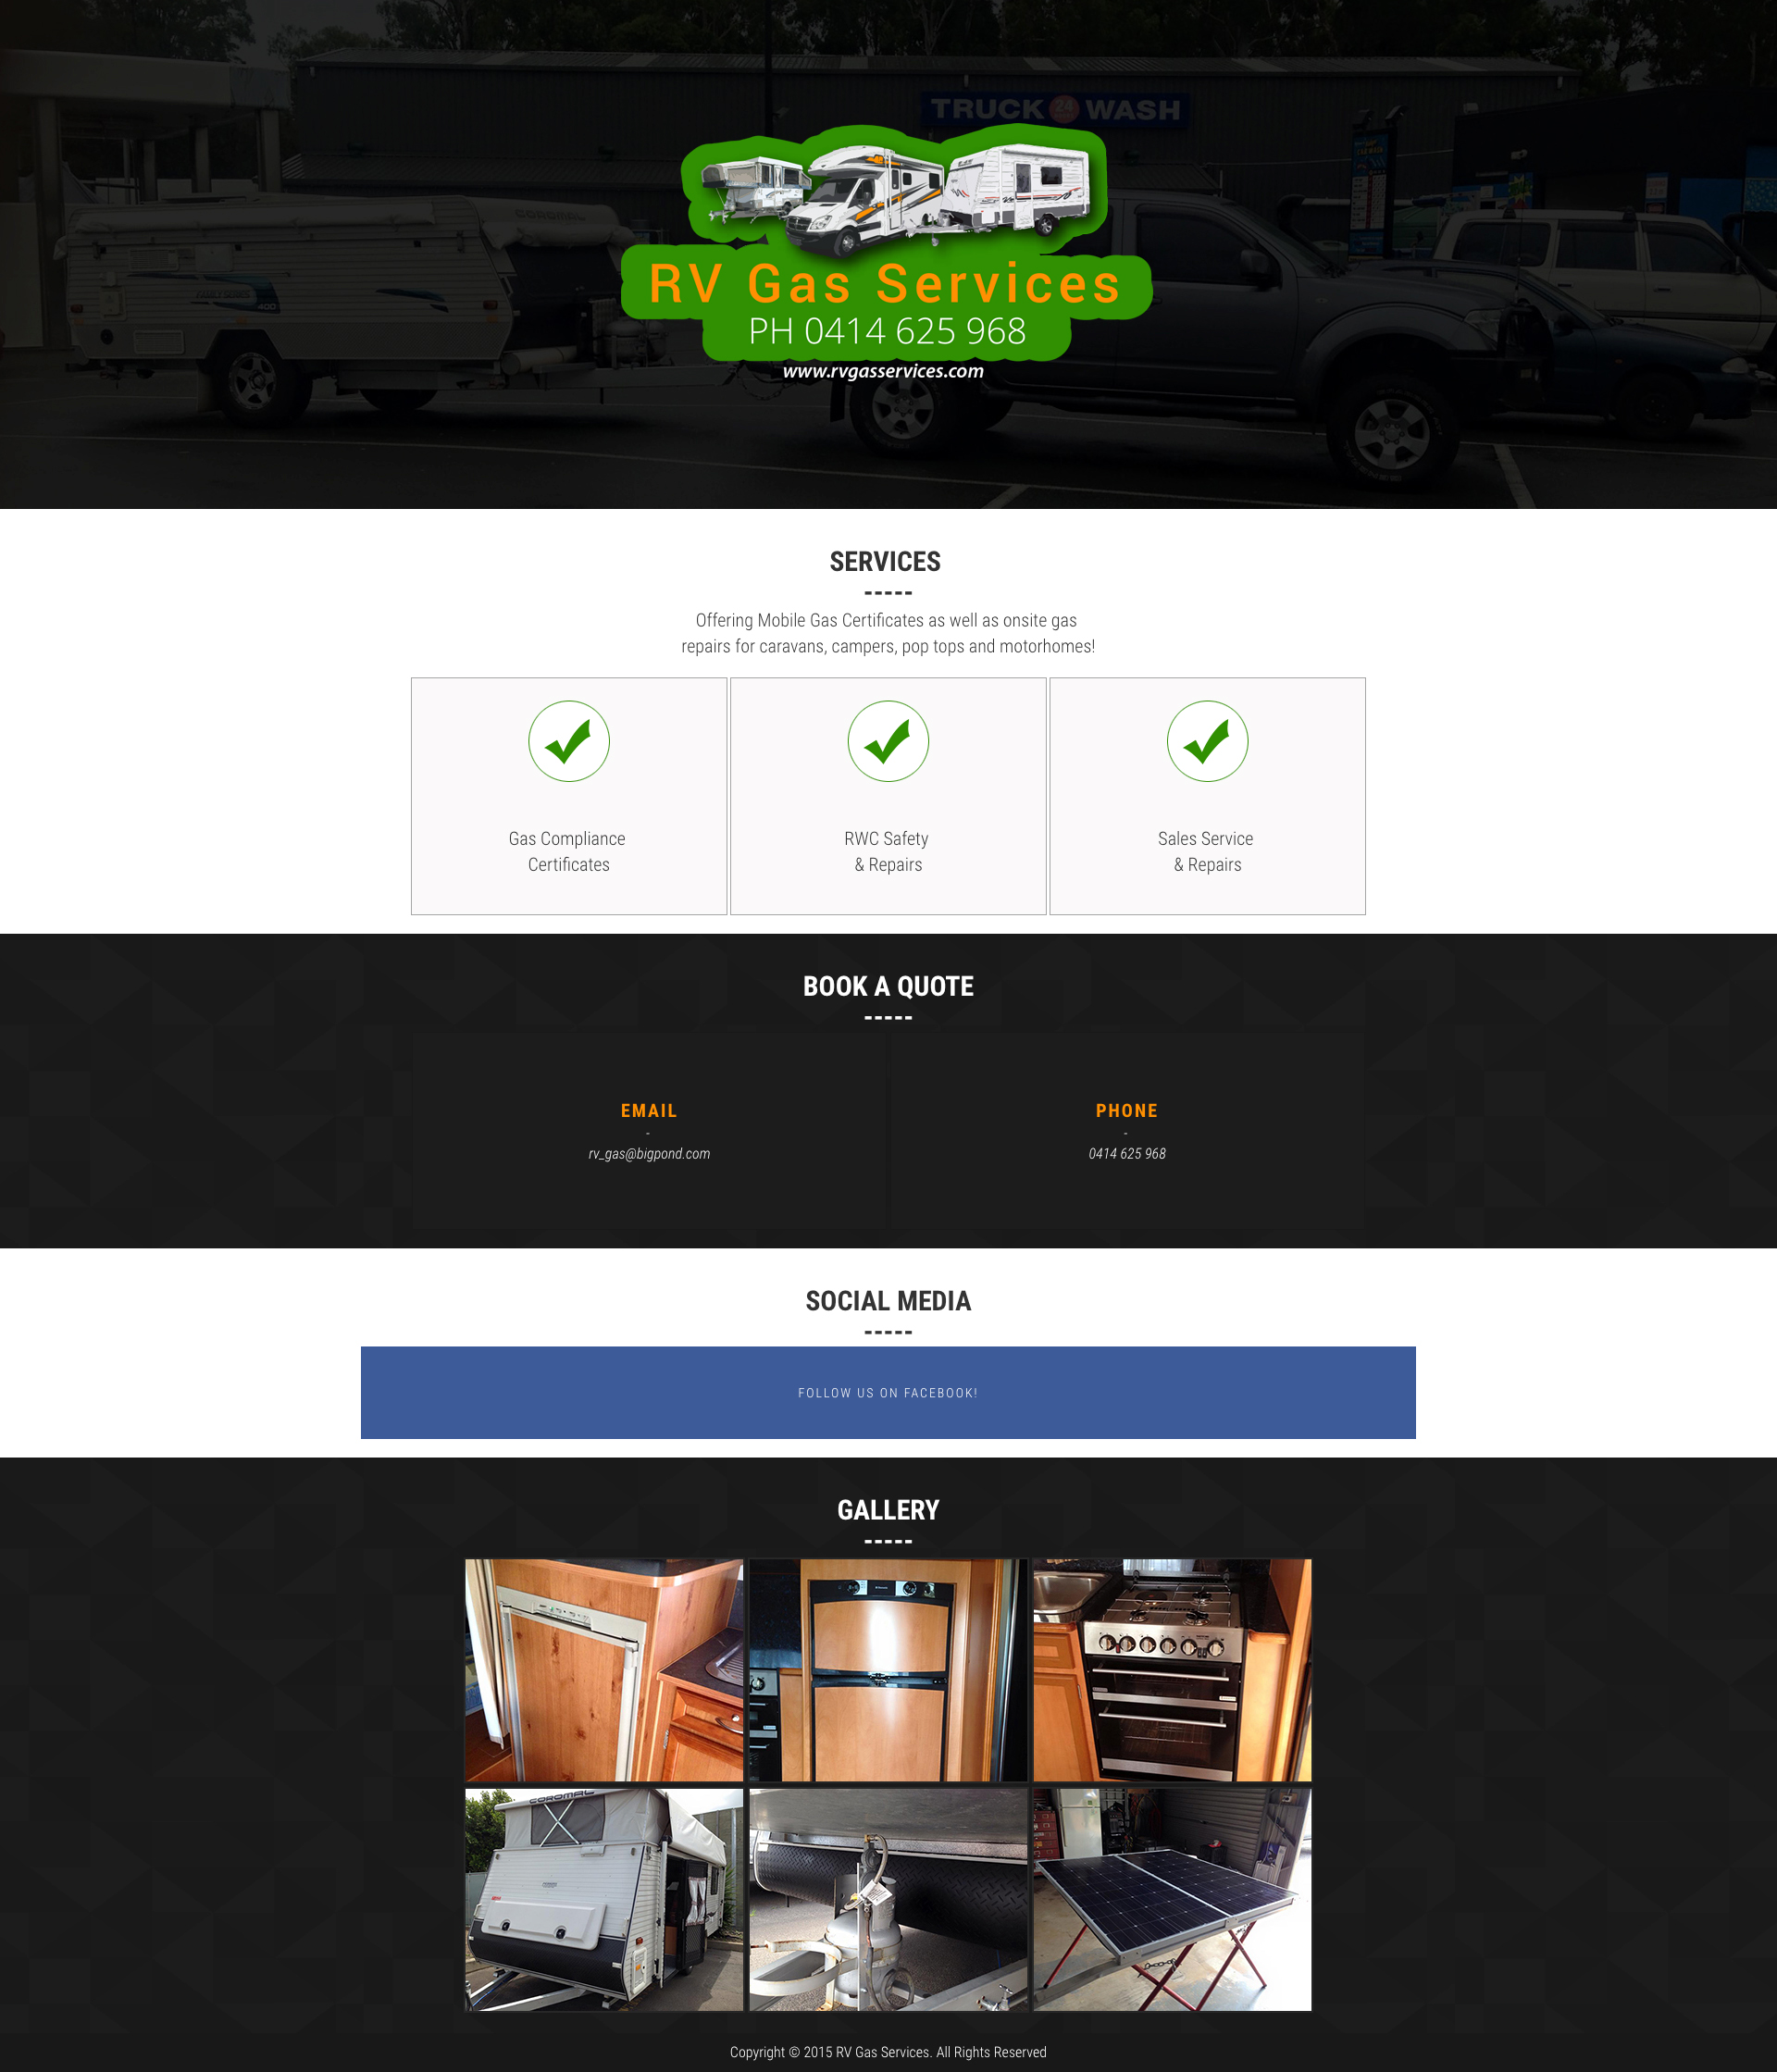 TRUCK 24 WASH
COROMAL
RV Gas Services
PH 0414 625 968
www.rvgasservices.com
SERVICES
-----
Offering Mobile Gas Certificates as well as onsite gas
repairs for caravans, campers, pop tops and motorhomes!
Gas Compliance
Certificates
RWC Safety
& Repairs
Sales Service
& Repairs
BOOK A QUOTE
-----
EMAIL
-
rv_gas@bigpond.com
PHONE
-
0414 625 968
SOCIAL MEDIA
-----
FOLLOW US ON FACEBOOK!
GALLERY
-----
COROMAL
Copyright © 2015 RV Gas Services. All Rights Reserved